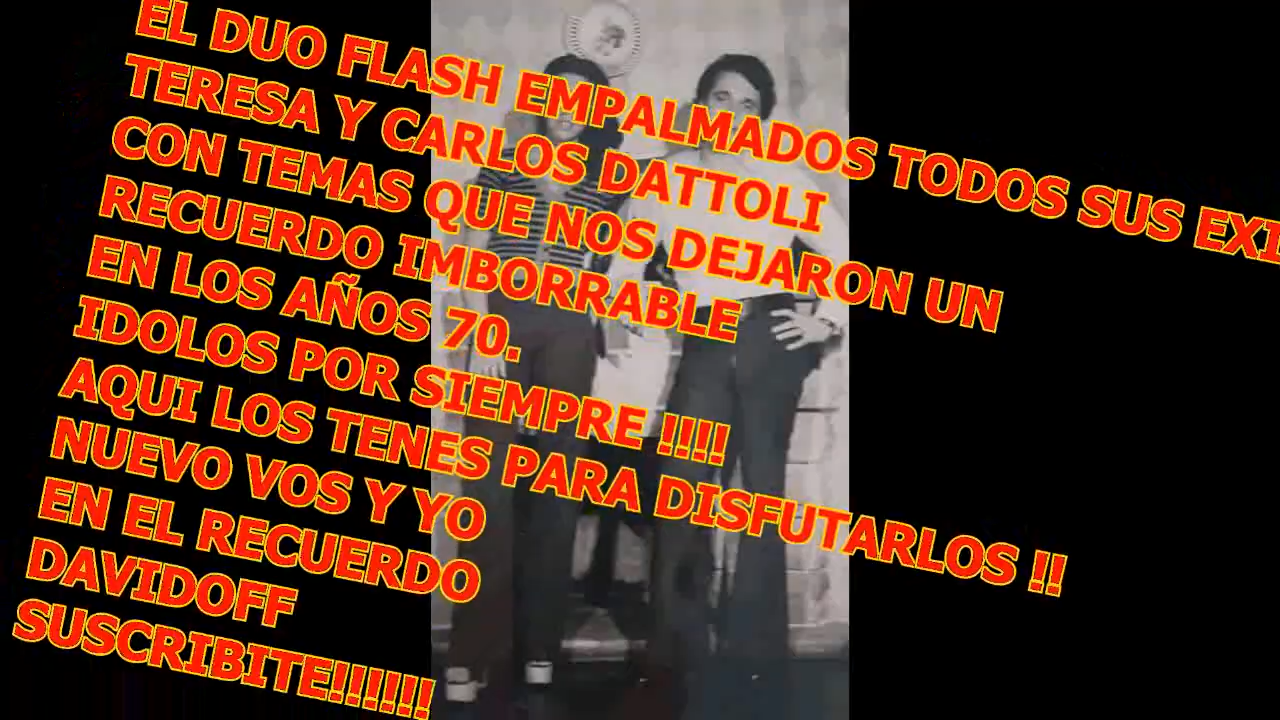 EL DUO FLASH EMPALMADOS TODOS SUS EXI
TERESA Y CARLOS DATTOLI
CON TEMAS QUE NOS DEJARON UN
RECUERDO IMBORRABLE
EN LOS AÑOS 70.
IDOLOS POR SIEMPRE !!!!
AQUI LOS TENES PARA DISFUTARLOS !!
NUEVO VOS Y YO
EN EL RECUERDO
DAVIDOFF
SUSCRIBITE!!!!!!